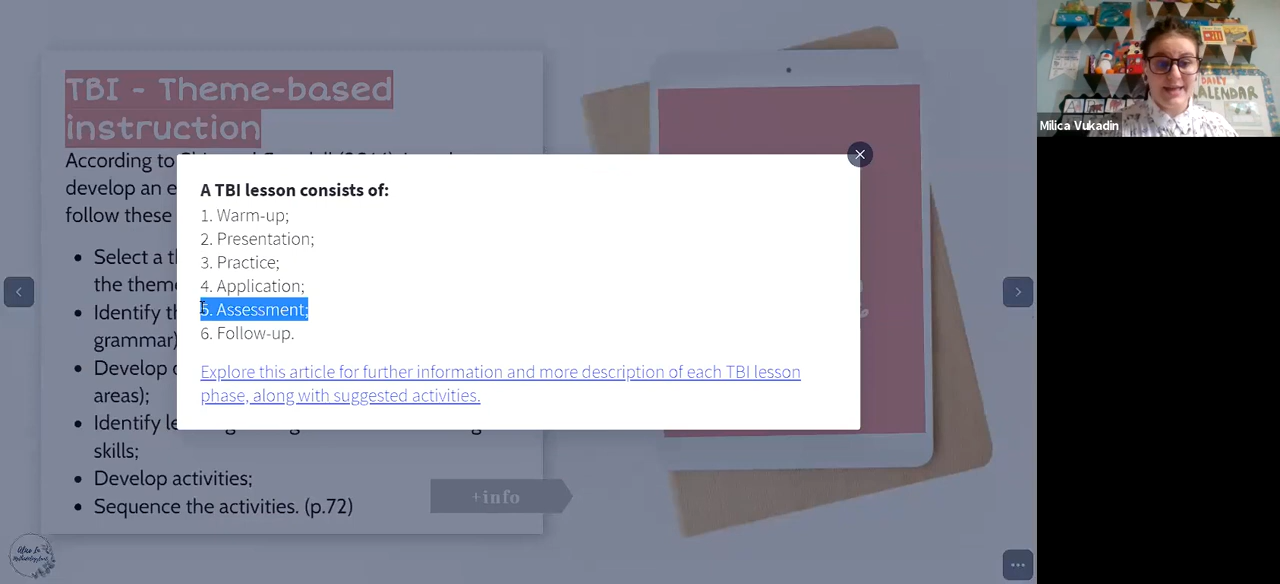 TBI - Theme-based
instruction
According to
develop an e
follow these
Select a th
the theme
Identify th
grammar)
Develop
areas);
Identify le
skills;
Develop activities;
Sequence the activities. (p.72)
+info
A TBI lesson consists of:
1. Warm-up;
2. Presentation;
3. Practice;
4. Application;
5. Assessment;
6. Follow-up.
Explore this article for further information and more description of each TBI lesson
phase, along with suggested activities.
Milica Vukadin
DAILY
CALENDAR